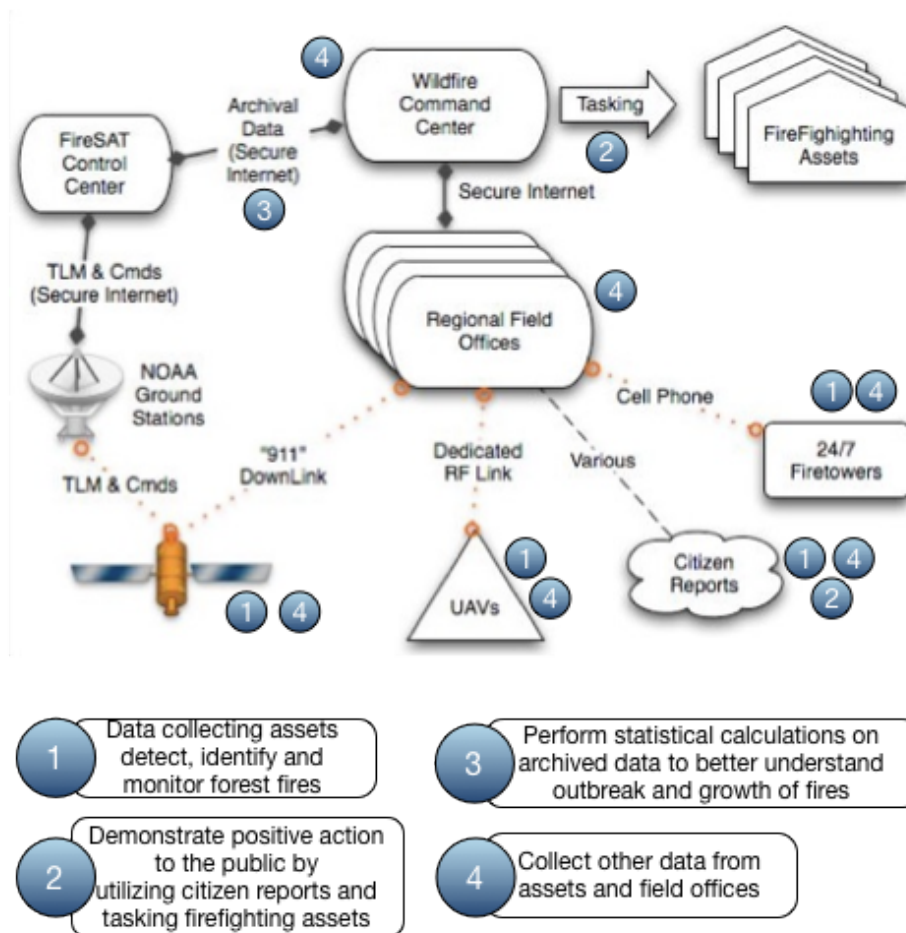 4
Wildfire
Command
Center
Tasking
2
FireFighighting
Assets
Archival
Data
(Secure
Internet)
3
FireSAT
Control
Center
Secure Internet
TLM & Cmds
(Secure Internet)
4
Regional Field
Offices
NOAA
Ground
Stations
Cell Phone
1 4
24/7
Firetowers
"911"
DownLink
Dedicated
RF Link
Various
TLM & Cmds
1 4
UAVs
1
4
Citizen
Reports
1 4
2
1
Data collecting assets
detect, identify and
monitor forest fires
3
Perform statistical calculations on
archived data to better understand
outbreak and growth of fires
2
Demonstrate positive action
to the public by
utilizing citizen reports and
tasking firefighting assets
4
Collect other data from
assets and field offices